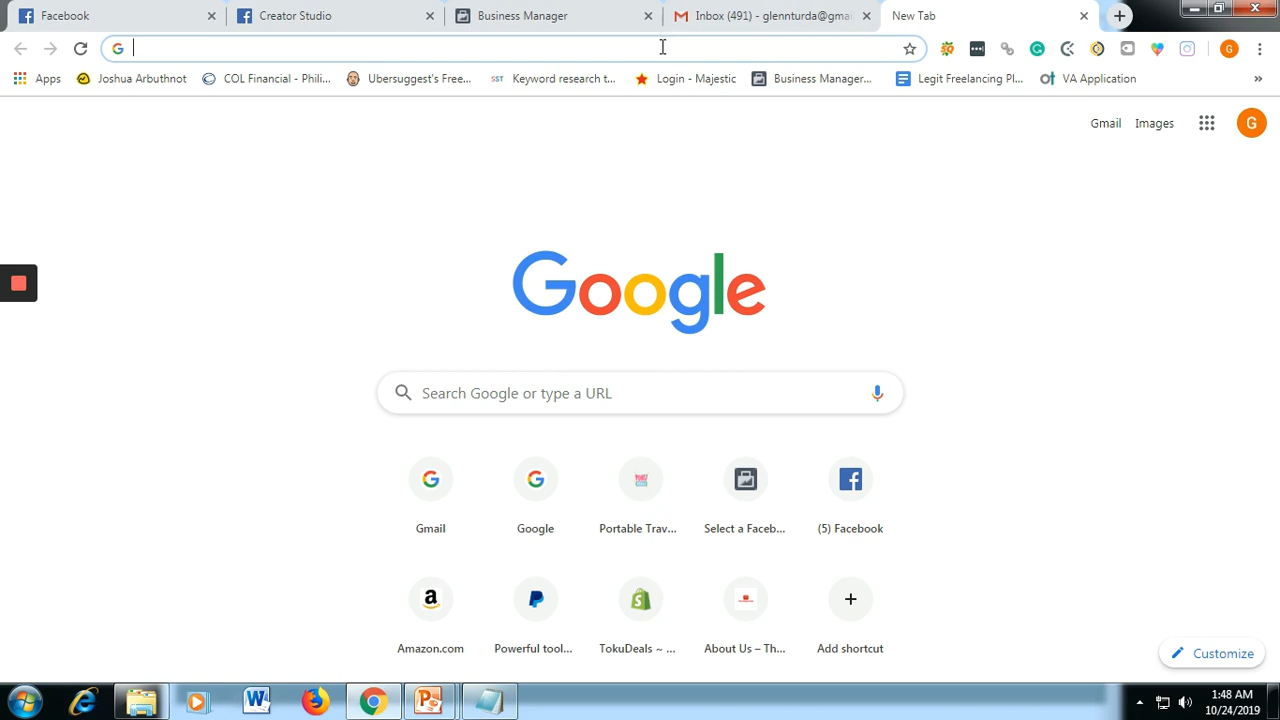 Facebook
Creator Studio
Business Manager
Inbox (491) - glennturda@gmai
New Tab
Apps
Joshua Arbuthnot
COL Financial - Phili...
Ubersuggest's Free...
SST Keyword research t...
Login - Majestic
Business Manager...
Legit Freelancing Pl...
VA Application
Gmail
Images
G
Google
Search Google or type a URL
Gmail
Google
Portable Trav...
Select a Faceb...
(5) Facebook
Amazon.com
Powerful tool...
TokuDeals ~ ...
About Us – Th...
Add shortcut
Customize
1:48 AM
10/24/2019